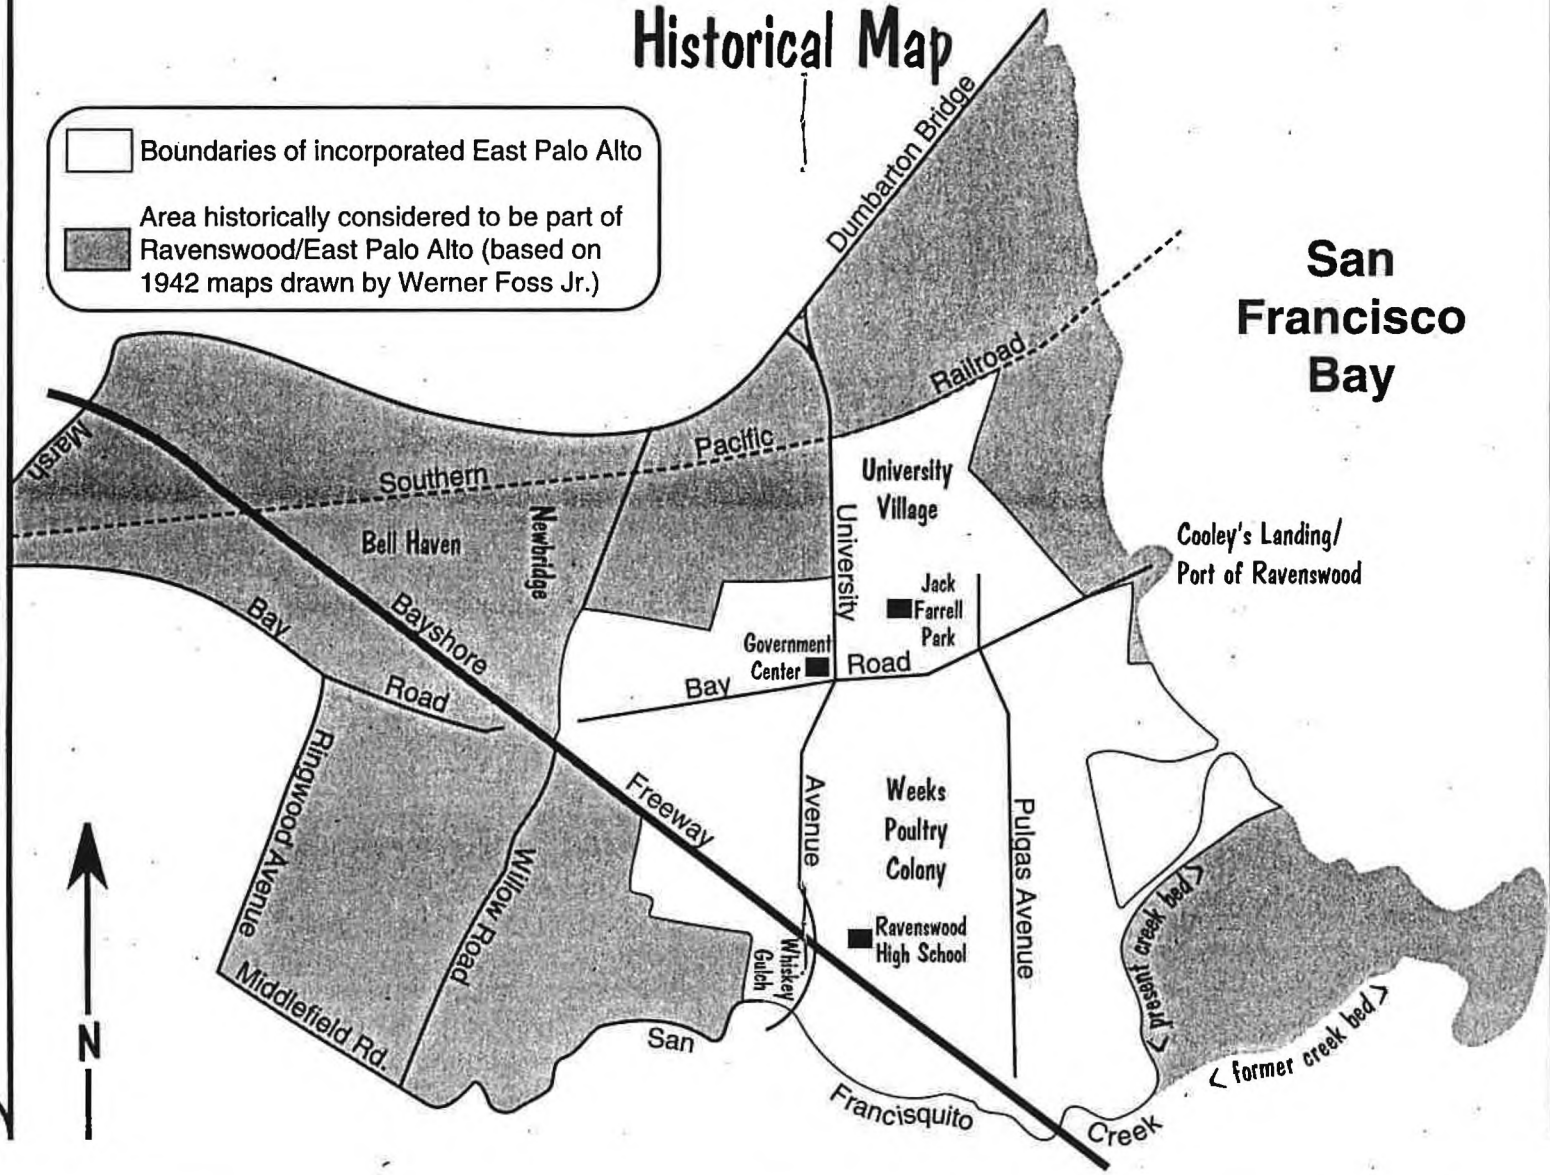 Historical Map
Boundaries of incorporated East Palo Alto
Area historically considered to be part of
Ravenswood/East Palo Alto (based on
1942 maps drawn by Werner Foss Jr.)
Dumbarton Bridge
San
Francisco
Bay
Railroad
Pacific
Southern
Marsh
University
Village
Newbridge
Bell Haven
University
Cooley's Landing/
Port of Ravenswood
Jack
Farrell
Park
Bay
Bayshore
Government
Center
Road
Bay
Road
Ringwood Avenue
Freeway
Avenue
Weeks
Poultry
Colony
Pulgas Avenue
Willow Road
< present creek bed >
Ravenswood
High School
Whiskey
Gulch
Middlefield Rd.
San
< former creek bed >
N
Francisquito
Creek